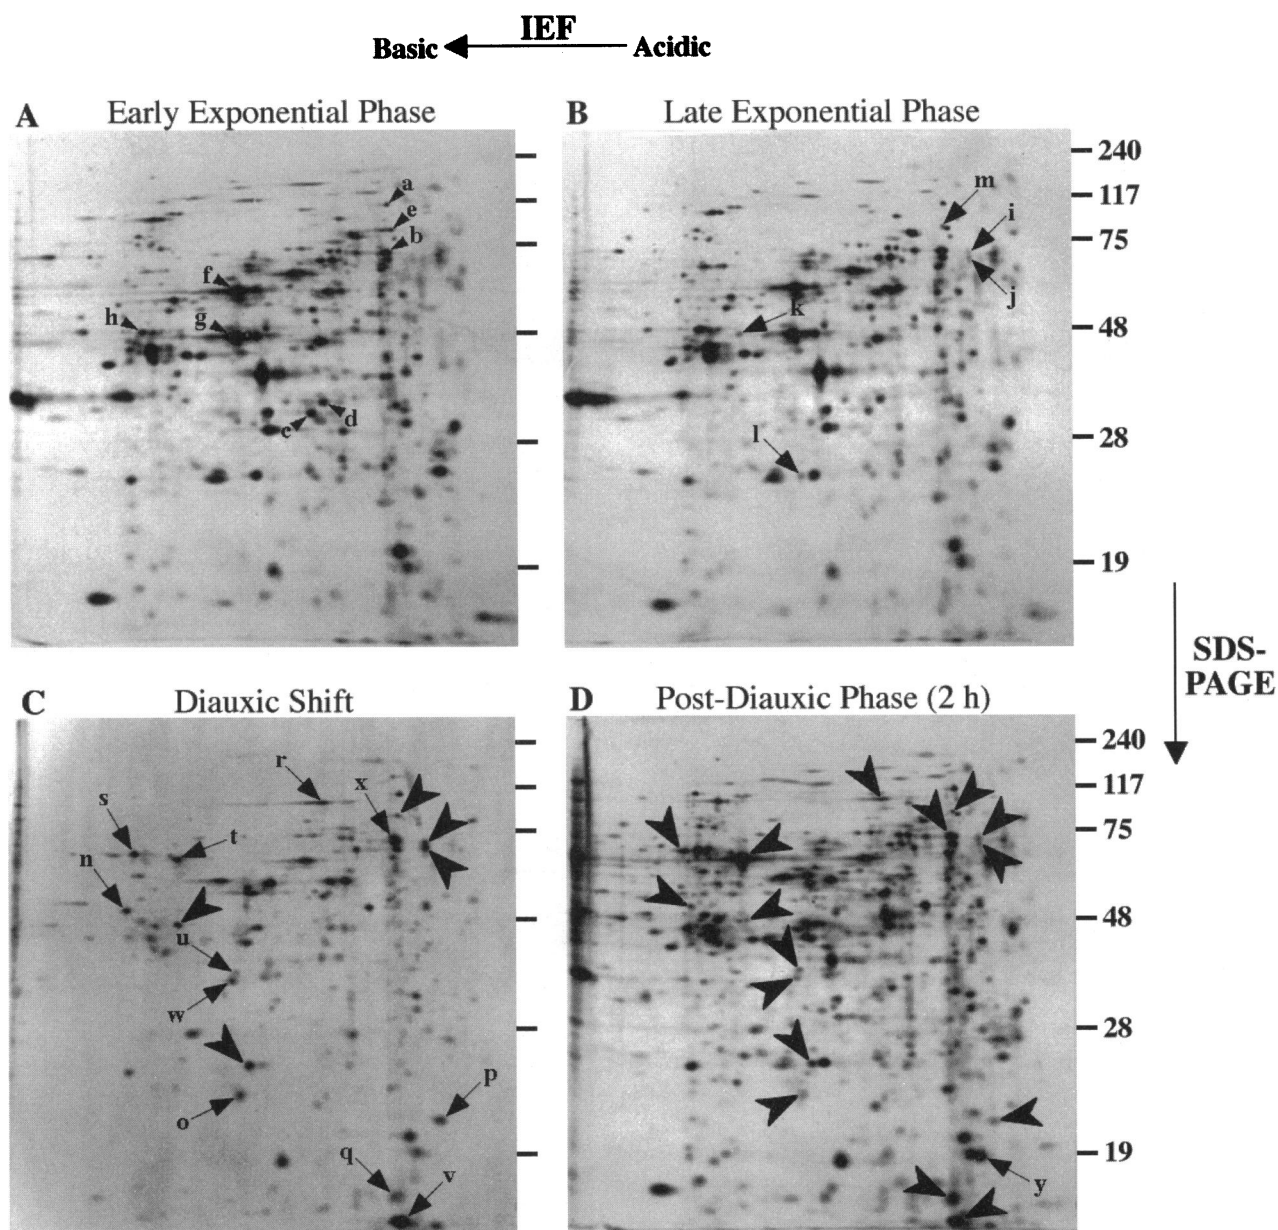 IEF
Basic Acidic
A Early Exponential Phase
B Late Exponential Phase
a
e
b
f
h
g
c
d
m
i
j
k
l
240
117
75
48
28
19
SDS-
PAGE
C Diauxic Shift
D Post-Diauxic Phase (2 h)
r
x
s
t
n
u
w
o
p
q
v
y
240
117
75
48
28
19